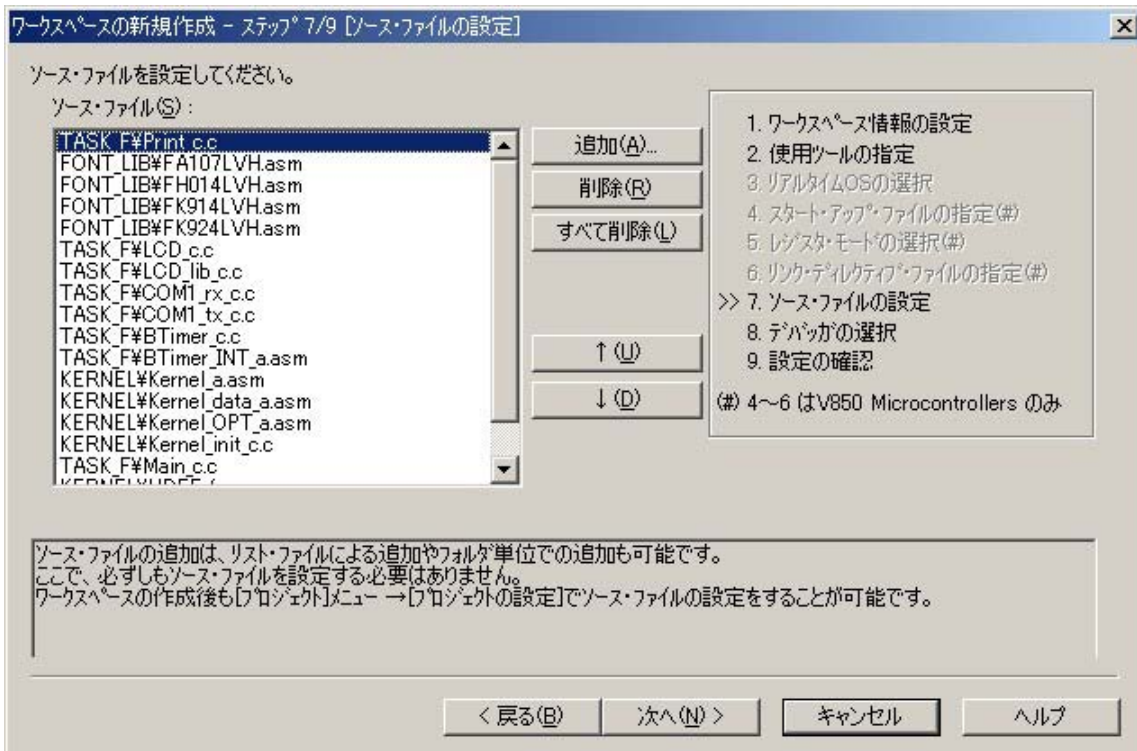 ワークスペースの新規作成 - ステップ 7/9 [ソース・ファイルの設定]
ソース・ファイルを設定してください。
ソース・ファイル(S):
TASK_F¥Print_c.c
FONT_LIB¥FA107LVH.asm
FONT_LIB¥FH014LVH.asm
FONT_LIB¥FK914LVH.asm
FONT_LIB¥FK924LVH.asm
TASK_F¥LCD_c.c
TASK_F¥LCD_lib_c.c
TASK_F¥COM1_rx_c.c
TASK_F¥COM1_tx_c.c
TASK_F¥BTimer_c.c
TASK_F¥BTimer_INT_a.asm
KERNEL¥Kernel_a.asm
KERNEL¥Kernel_data_a.asm
KERNEL¥Kernel_OPT_a.asm
KERNEL¥Kernel_init_c.c
TASK_F¥Main_c.c
追加(A)...
削除(R)
すべて削除(L)
↑(U)
↓(D)
1. ワークスペース情報の設定
2. 使用ツールの指定
3. リアルタイムOSの選択
4. スタート・アップ・ファイルの指定(#)
5. レジスタ・モードの選択(#)
6. リンク・ディレクティブ・ファイルの指定(#)
>> 7. ソース・ファイルの設定
8. デバッガの選択
9. 設定の確認
(#) 4～6 はV850 Microcontrollers のみ
ソース・ファイルの追加は、リスト・ファイルによる追加やフォルダ単位での追加も可能です。
ここで、必ずしもソース・ファイルを設定する必要はありません。
ワークスペースの作成後も[プロジェクト]メニュー →[プロジェクトの設定]でソース・ファイルの設定をすることが可能です。
< 戻る(B)
次へ(N) >
キャンセル
ヘルプ